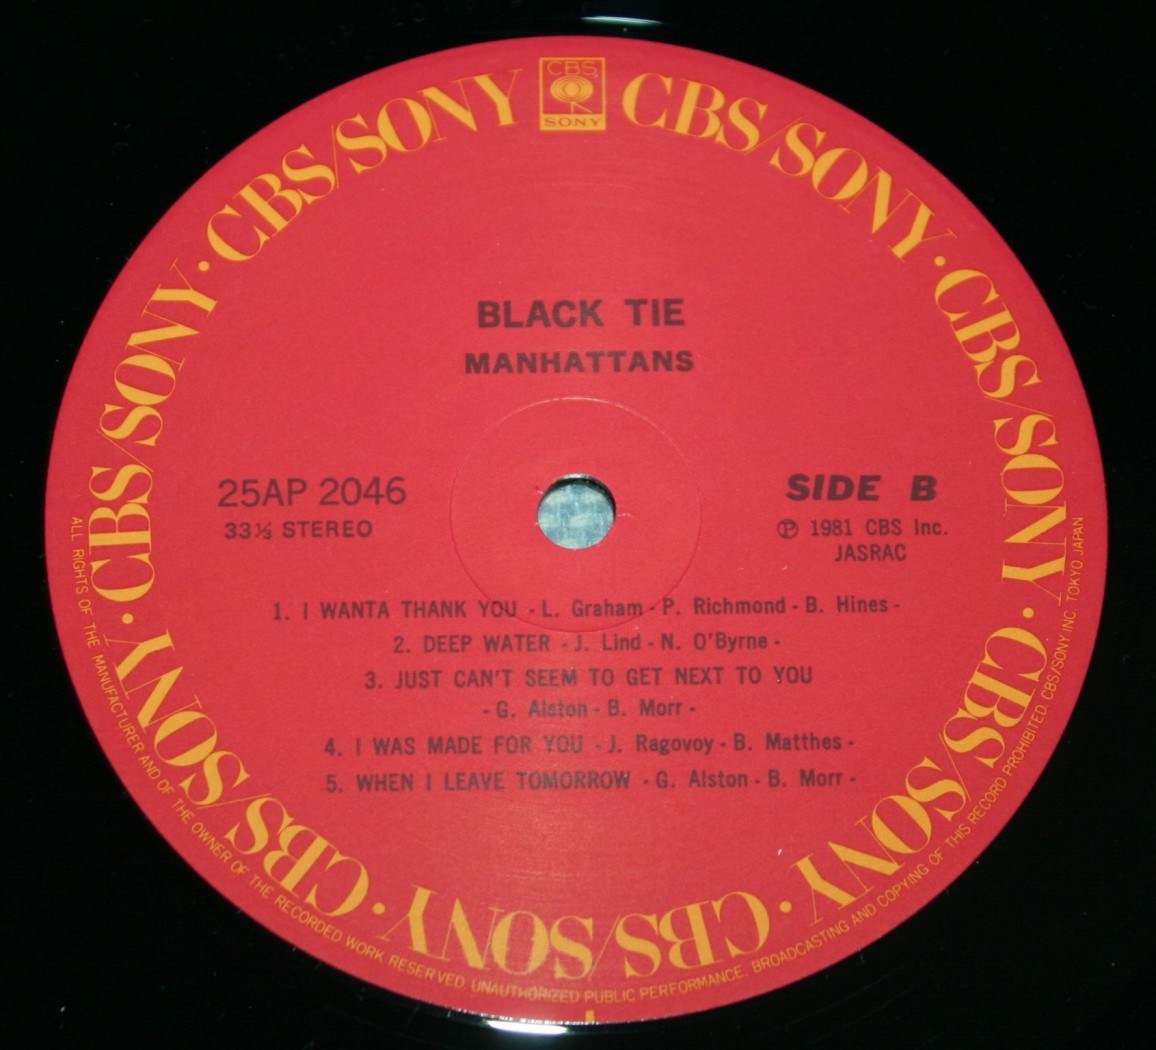 CBS
SONY
CBS/SONY · CBS/SONY · CBS/SONY · CBS/SONY · CBS/SONY · CBS/SONY · CBS/SONY · CBS/SONY
BLACK TIE
MANHATTANS
25AP 2046
33⅓ STEREO
SIDE B
Ⓟ 1981 CBS Inc.
JASRAC
1. I WANTA THANK YOU - L. Graham - P. Richmond - B. Hines -
2. DEEP WATER - J. Lind - N. O'Byrne -
3. JUST CAN'T SEEM TO GET NEXT TO YOU
- G. Alston - B. Morr -
4. I WAS MADE FOR YOU - J. Ragovoy - B. Matthes -
5. WHEN I LEAVE TOMORROW - G. Alston - B. Morr -
ALL RIGHTS OF THE MANUFACTURER AND OF THE OWNER OF THE RECORDED WORK RESERVED. UNAUTHORIZED PUBLIC PERFORMANCE. BROADCASTING AND COPYING OF THIS RECORD PROHIBITED. CBS/SONY INC. TOKYO JAPAN